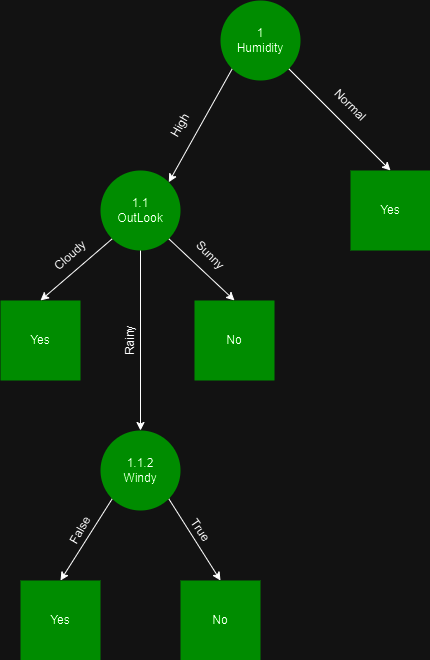 1
Humidity
High
Normal
1.1
OutLook
Yes
Cloudy
Sunny
Rainy
Yes
No
1.1.2
Windy
False
True
Yes
No